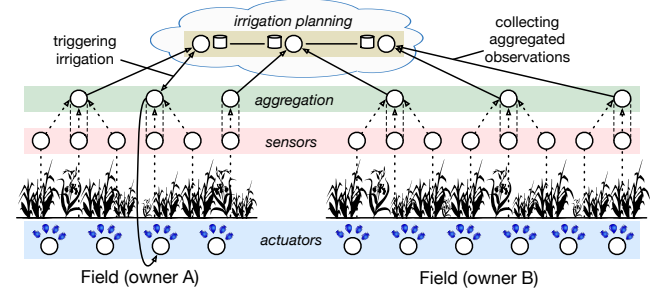 irrigation planning
triggering
irrigation
collecting
aggregated
observations
aggregation
sensors
actuators
Field (owner A)
Field (owner B)